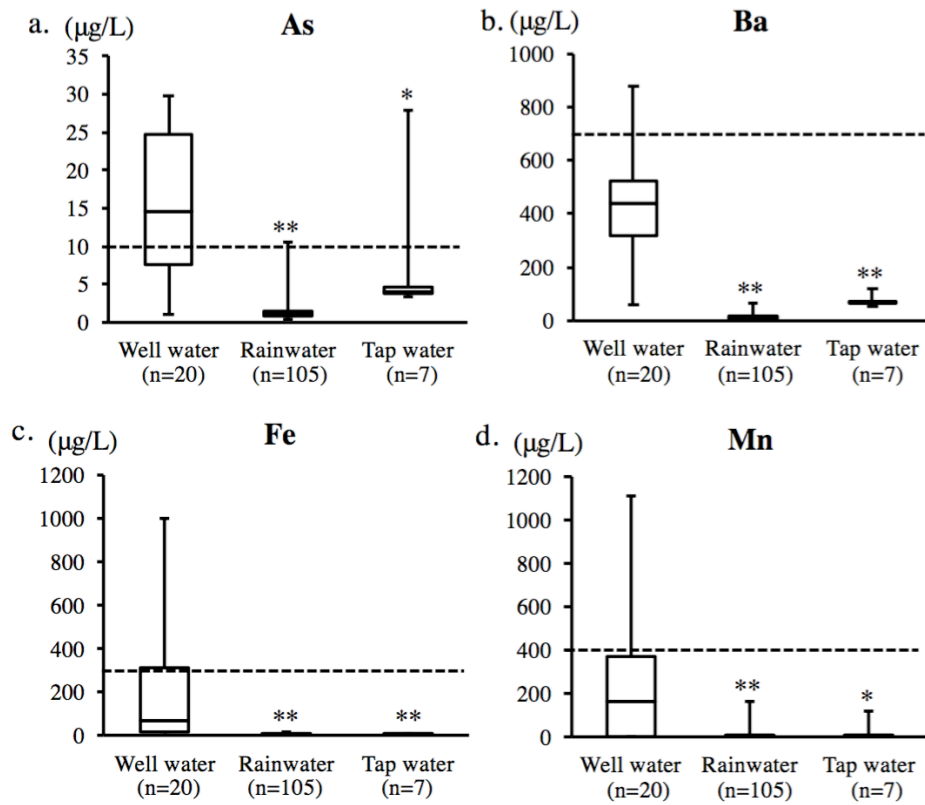 a. (µg/L) As
35
30
25
20
15
10
5
0
*
**
Well water Rainwater Tap water
(n=20) (n=105) (n=7)
b. (µg/L) Ba
1000
800
600
400
200
0
**
**
Well water Rainwater Tap water
(n=20) (n=105) (n=7)
c. (µg/L) Fe
1200
1000
800
600
400
200
0
** **
Well water Rainwater Tap water
(n=20) (n=105) (n=7)
d. (µg/L) Mn
1200
1000
800
600
400
200
0
** *
Well water Rainwater Tap water
(n=20) (n=105) (n=7)